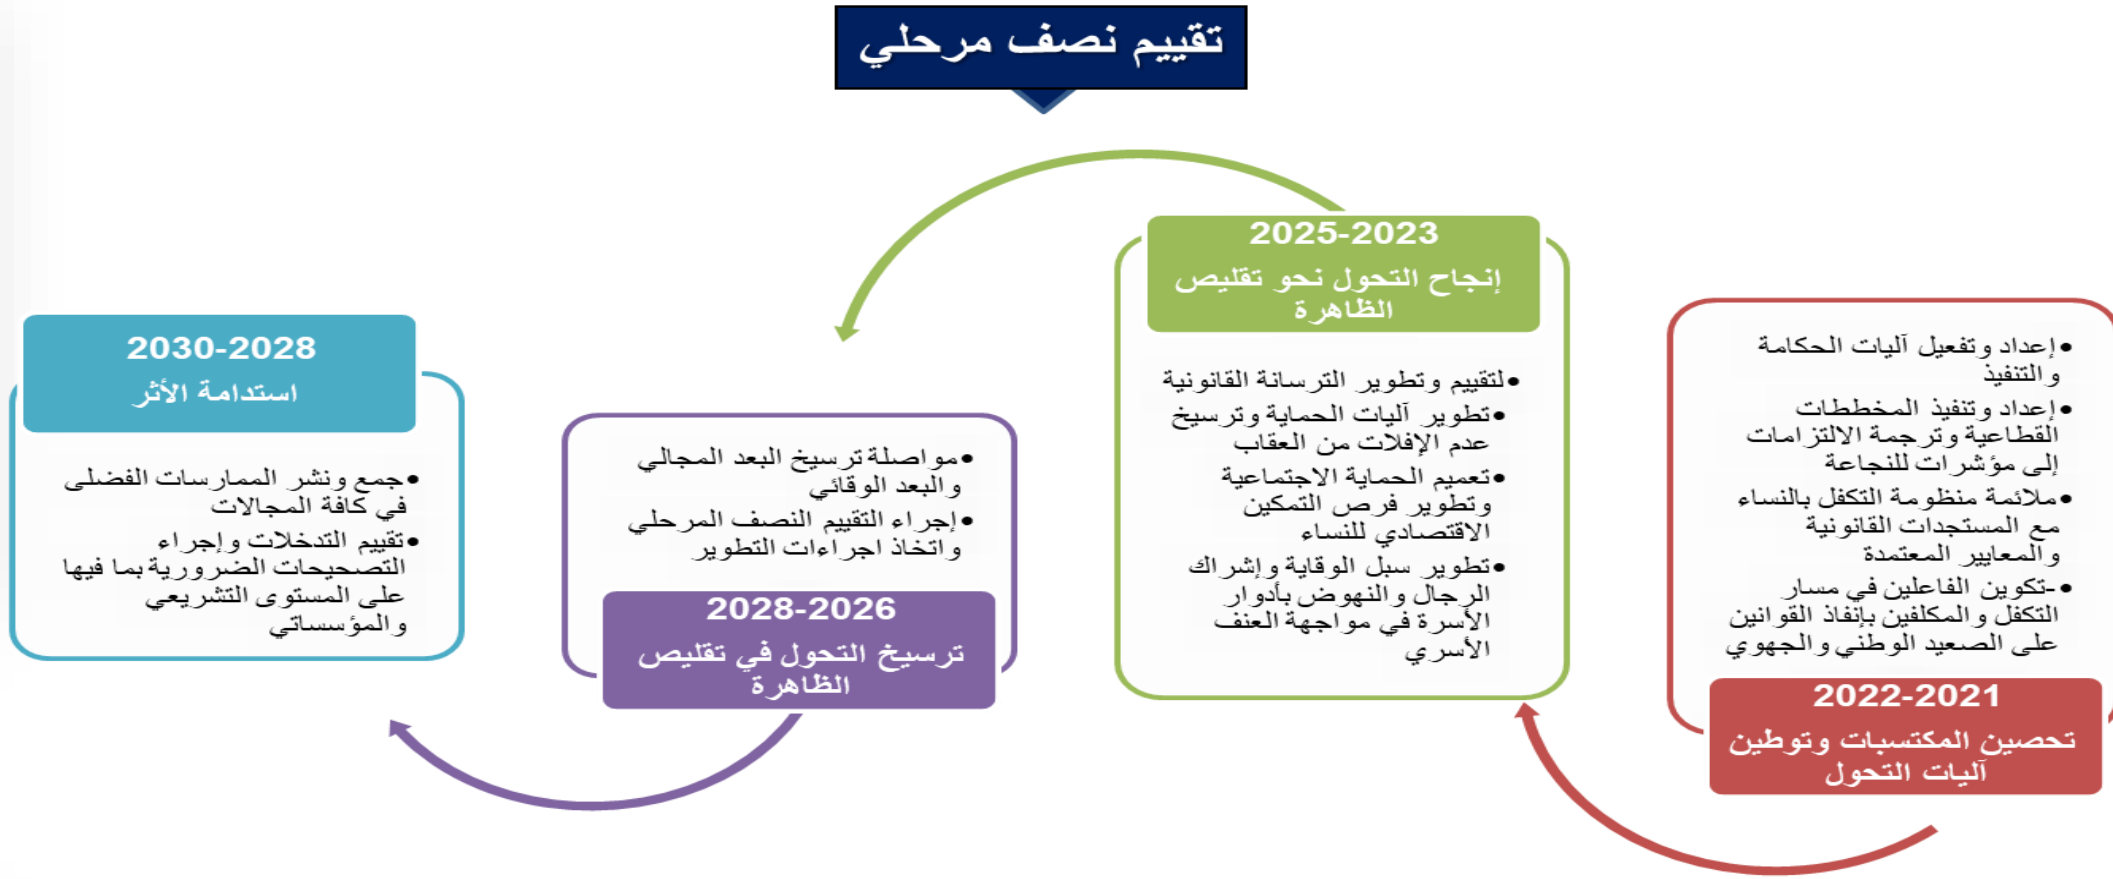 تقييم نصف مرحلي
•إعداد وتفعيل آليات الحكامة
والتنفيذ
•إعداد وتنفيذ المخططات
القطاعية وترجمة الالتزامات
إلى مؤشرات للنجاعة
•ملائمة منظومة التكفل بالنساء
مع المستجدات القانونية
والمعايير المعتمدة
•-تكوين الفاعلين في مسار
التكفل والمكلفين بإنفاذ القوانين
على الصعيد الوطني والجهوي
2022-2021
تحصين المكتسبات وتوطين
آليات التحول
2025-2023
إنجاح التحول نحو تقليص
الظاهرة
•لتقييم وتطوير الترسانة القانونية
•تطوير آليات الحماية وترسيخ
عدم الإفلات من العقاب
•تعميم الحماية الاجتماعية
وتطوير فرص التمكين
الاقتصادي للنساء
•تطوير سبل الوقاية وإشراك
الرجال والنهوض بأدوار
الأسرة في مواجهة العنف
الأسري
•مواصلة ترسيخ البعد المجالي
والبعد الوقائي
•إجراء التقييم النصف المرحلي
واتخاذ اجراءات التطوير
2028-2026
ترسيخ التحول في تقليص
الظاهرة
2030-2028
استدامة الأثر
•جمع ونشر الممارسات الفضلى
في كافة المجالات
•تقييم التدخلات وإجراء
التصحيحات الضرورية بما فيها
على المستوى التشريعي
والمؤسساتي